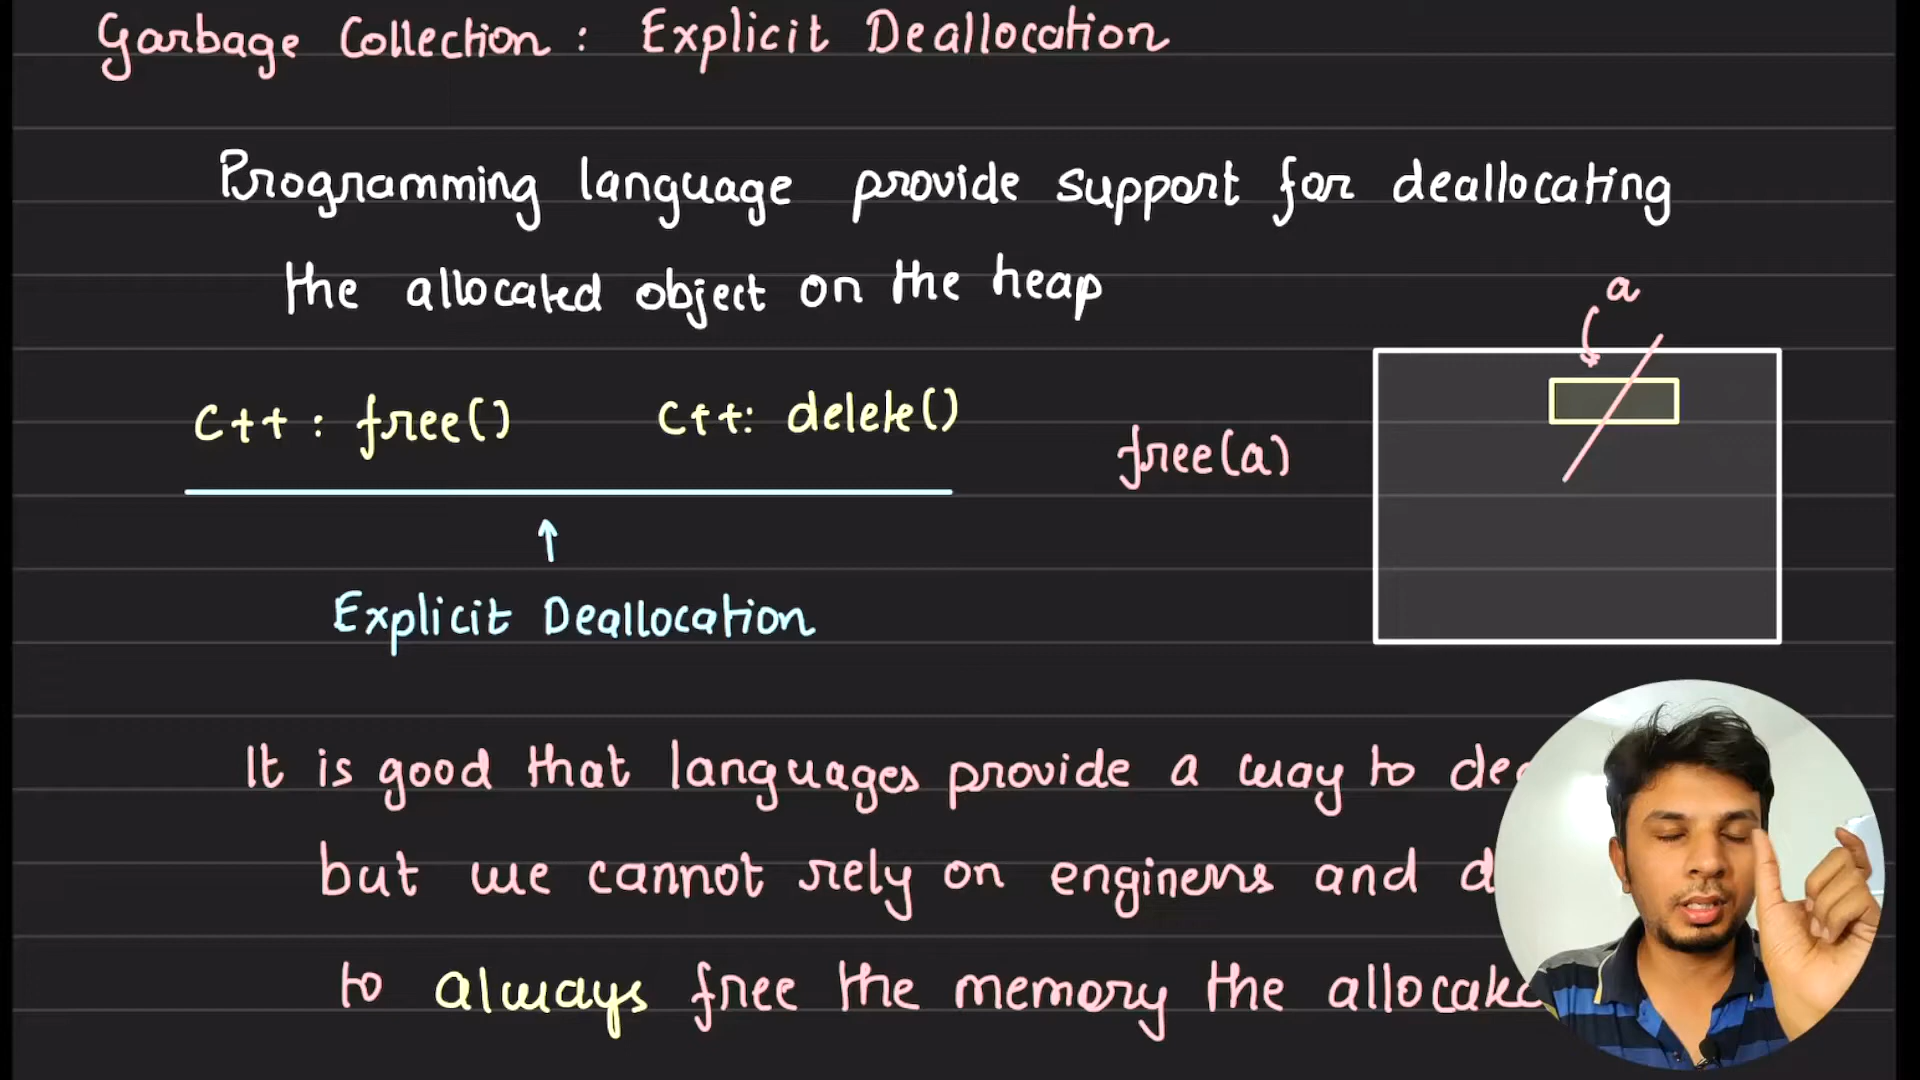 Garbage Collection : Explicit Deallocation
Programming language provide support for deallocating
the allocated object on the heap
a
C++ : free() C++: delete()
free(a)
↑
Explicit Deallocation
It is good that languages provide a way to
but we cannot rely on engineers and
to always free the memory the